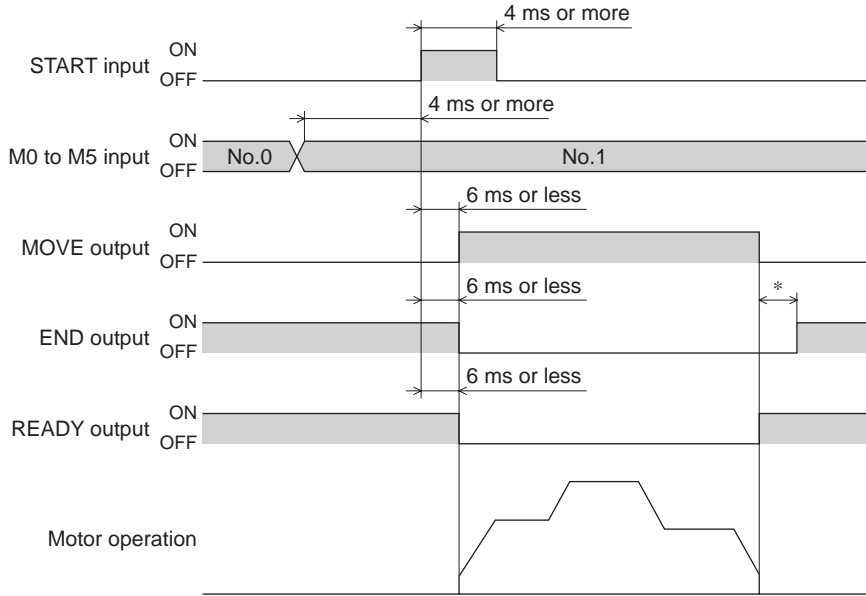 4 ms or more
START input
ON
OFF
4 ms or more
M0 to M5 input
ON
OFF
No.0
No.1
6 ms or less
MOVE output
ON
OFF
6 ms or less
*
END output
ON
OFF
6 ms or less
READY output
ON
OFF
Motor operation